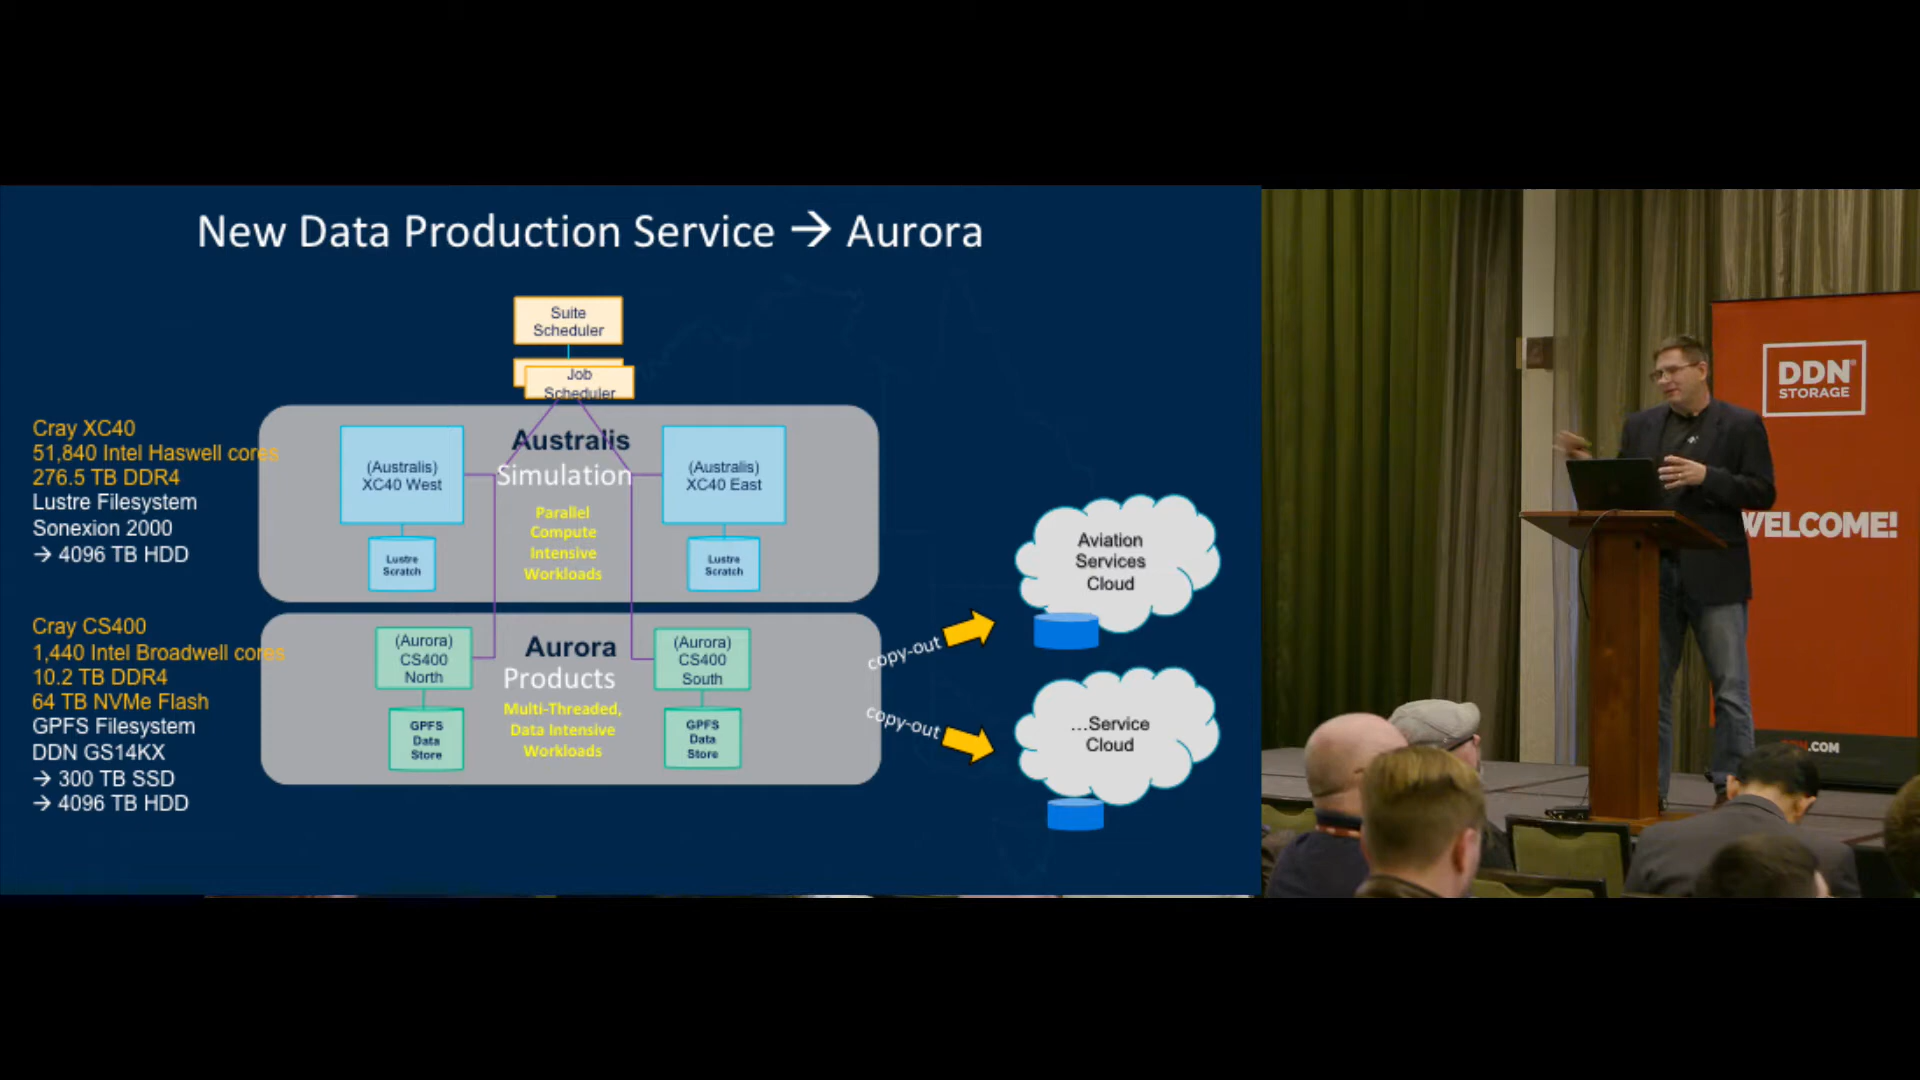 New Data Production Service → Aurora
Suite
Scheduler
Job
Scheduler
Cray XC40
51,840 Intel Haswell cores
276.5 TB DDR4
Lustre Filesystem
Sonexion 2000
→ 4096 TB HDD
(Australis)
XC40 West
Lustre
Scratch
Australis
Simulation
Parallel
Compute
Intensive
Workloads
(Australis)
XC40 East
Lustre
Scratch
Cray CS400
1,440 Intel Broadwell cores
10.2 TB DDR4
64 TB NVMe Flash
GPFS Filesystem
DDN GS14KX
→ 300 TB SSD
→ 4096 TB HDD
(Aurora)
CS400
North
GPFS
Data
Store
Aurora
Products
Multi-Threaded,
Data Intensive
Workloads
(Aurora)
CS400
South
GPFS
Data
Store
copy-out
copy-out
Aviation
Services
Cloud
...Service
Cloud
DDN®
STORAGE
WELCOME!
.COM